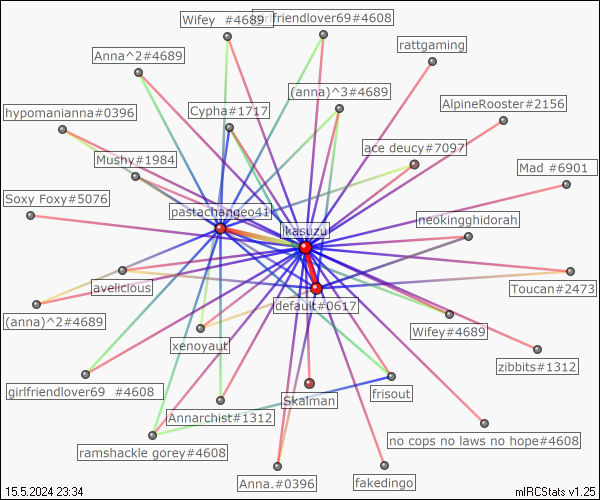 Wifey #4689
girlfriendlover69#4608
rattgaming
Anna^2#4689
(anna)^3#4689
AlpineRooster#2156
hypomanianna#0396
Cypha#1717
ace deucy#7097
Mushy#1984
Mad #6901
Soxy Foxy#5076
pastachangeo41
neokingghidorah
ikasuzu
avelicious
Toucan#2473
default#0617
(anna)^2#4689
Wifey#4689
xenoyaut
zibbits#1312
girlfriendlover69 #4608
Skalman
frisout
Annarchist#1312
no cops no laws no hope#4608
ramshackle gorey#4608
Anna.#0396
fakedingo
15.5.2024 23:34
mIRCStats v1.25